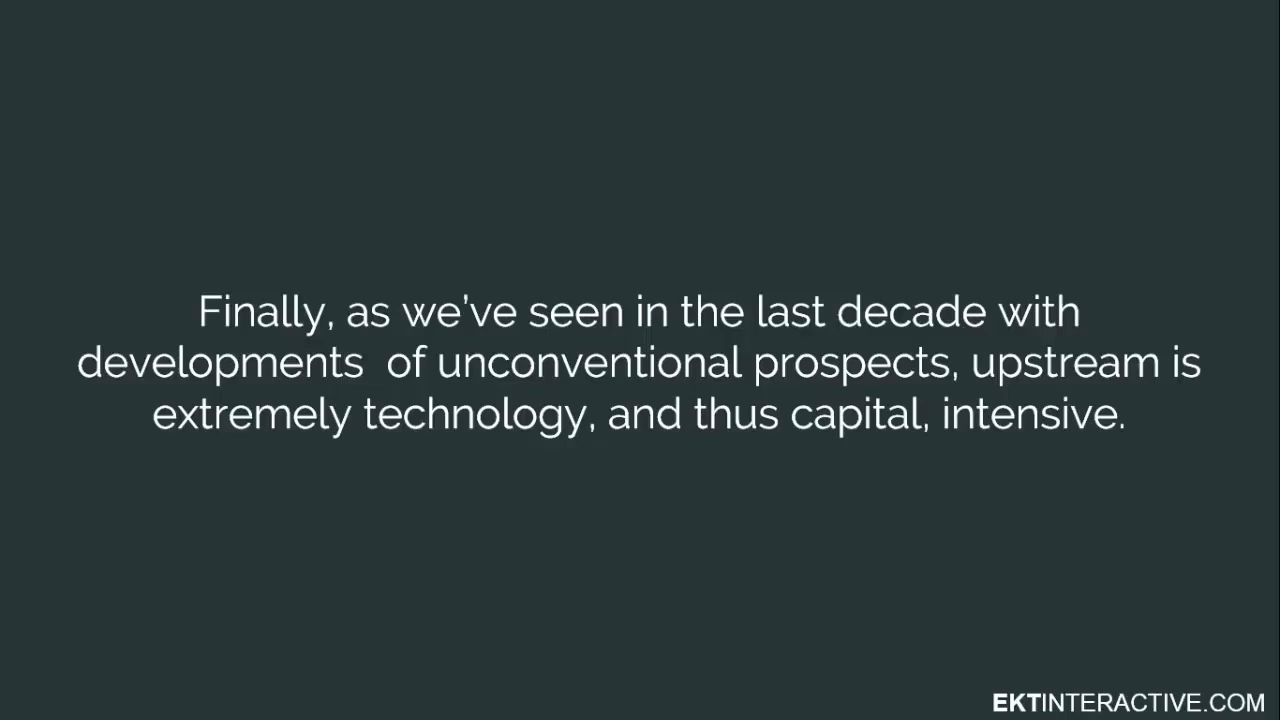 Finally, as we've seen in the last decade with
developments  of unconventional prospects, upstream is
extremely technology, and thus capital, intensive.
EKTINTERACTIVE.COM